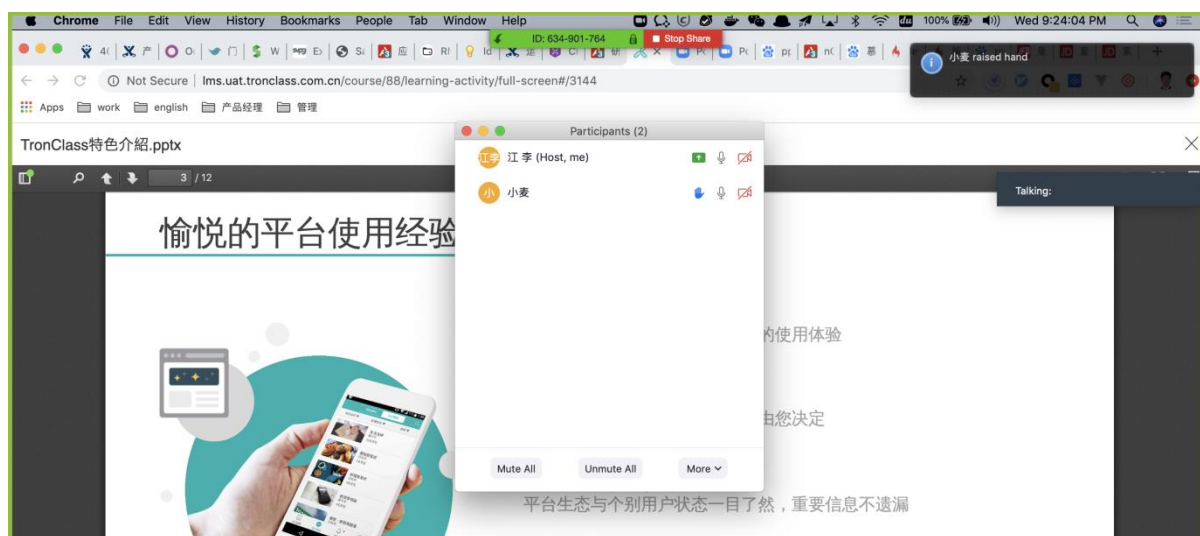 Chrome File Edit View History Bookmarks People Tab Window Help 100% Wed 9:24:04 PM
ID: 634-901-764 Stop Share
小麦 raised hand
Not Secure | lms.uat.tronclass.com.cn/course/88/learning-activity/full-screen#/3144
Apps work english 产品经理 管理
TronClass特色介紹.pptx
Participants (2)
江李 江 李 (Host, me)
3 / 12
小 小麦
Talking:
愉悦的平台使用经验
的使用体验
由您决定
Mute All Unmute All More
平台生态与个别用户状态一目了然，重要信息不遗漏